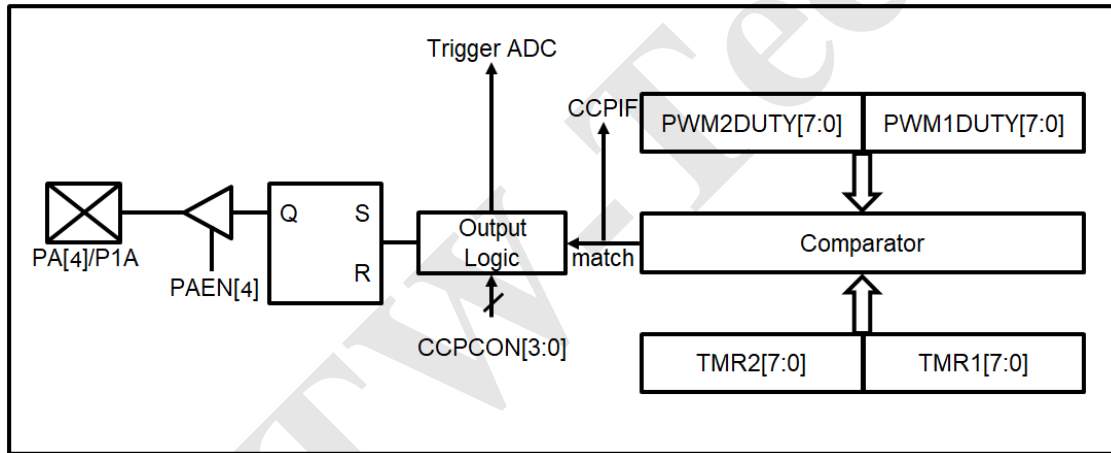 Trigger ADC
CCPIF
PWM2DUTY[7:0] PWM1DUTY[7:0]
Q S
R
Output
Logic
match
Comparator
PA[4]/P1A
PAEN[4]
CCPCON[3:0]
TMR2[7:0] TMR1[7:0]